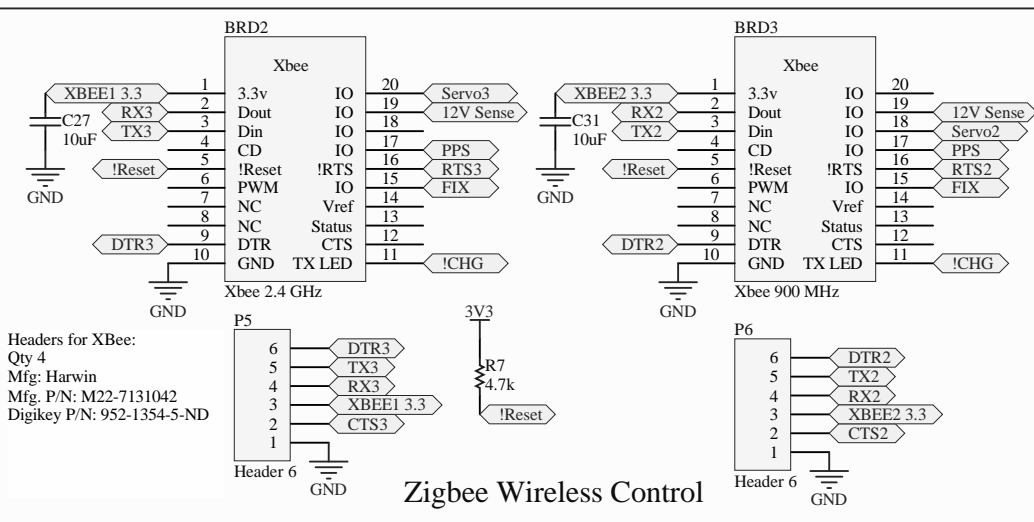 BRD2
Xbee
XBEE1 3.3 1 3.3v IO 20 Servo3
RX3 2 Dout IO 19 12V Sense
TX3 3 Din IO 18
4 CD IO 17 PPS
!Reset 5 !Reset !RTS 16 RTS3
6 PWM IO 15 FIX
7 NC Vref 14
8 NC Status 13
DTR3 9 DTR CTS 12
10 GND TX LED 11 !CHG
C27
10uF
GND
GND
Xbee 2.4 GHz
BRD3
Xbee
XBEE2 3.3 1 3.3v IO 20
RX2 2 Dout IO 19 12V Sense
TX2 3 Din IO 18 Servo2
4 CD IO 17 PPS
!Reset 5 !Reset !RTS 16 RTS2
6 PWM IO 15 FIX
7 NC Vref 14
8 NC Status 13
DTR2 9 DTR CTS 12
10 GND TX LED 11 !CHG
C31
10uF
GND
GND
Xbee 900 MHz
Headers for XBee:
Qty 4
Mfg: Harwin
Mfg. P/N: M22-7131042
Digikey P/N: 952-1354-5-ND
P5
6 DTR3
5 TX3
4 RX3
3 XBEE1 3.3
2 CTS3
1
Header 6
GND
3V3
R7
4.7k
!Reset
P6
6 DTR2
5 TX2
4 RX2
3 XBEE2 3.3
2 CTS2
1
Header 6
GND
Zigbee Wireless Control